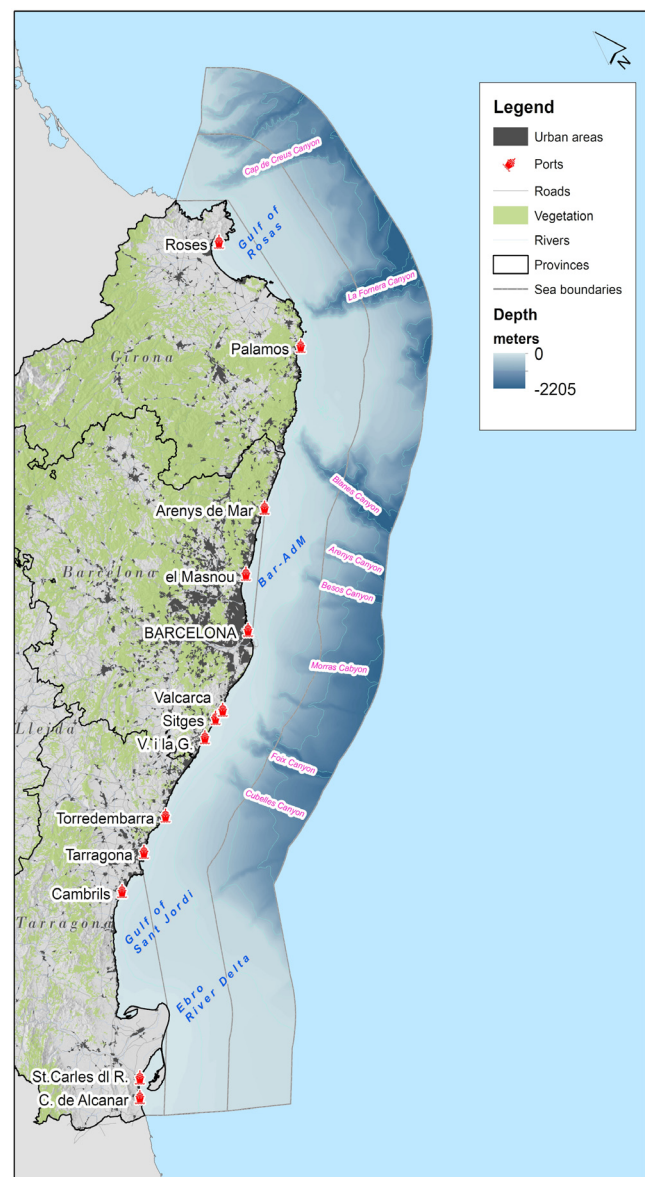 N
Legend
Urban areas
Ports
Roads
Vegetation
Rivers
Provinces
Sea boundaries
Depth
meters
0
-2205
Cap de Creus Canyon
Gulf of
Rosas
Roses
La Fornera Canyon
Palamos
Girona
Blanes Canyon
Arenys de Mar
Arenys Canyon
Bar-AdM
Barcelona
el Masnou
Besos Canyon
BARCELONA
Morras Cabyon
Valcarca
Sitges
Llejda
V. i la G.
Foix Canyon
Cubelles Canyon
Torredembarra
Tarragona
Cambrils
Tarragona
Gulf of
Sant Jordi
Ebro
River Delta
St.Carles dl R.
C. de Alcanar